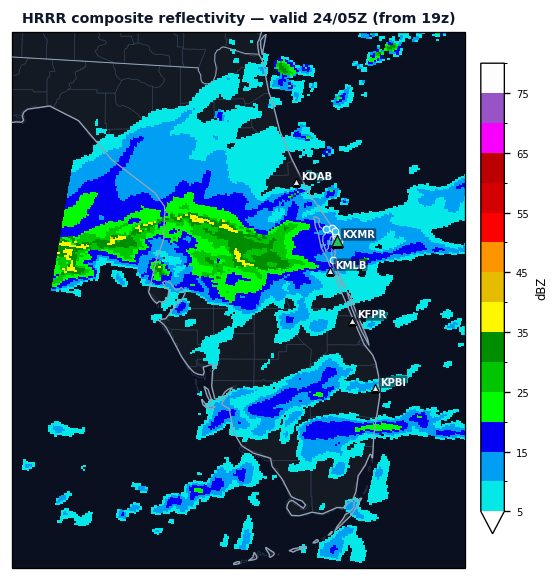 HRRR composite reflectivity — valid 24/05Z (from 19z)
KDAB
KXMR
KMLB
KFPR
KPBI
75
65
55
45
35
25
15
5
dBZ